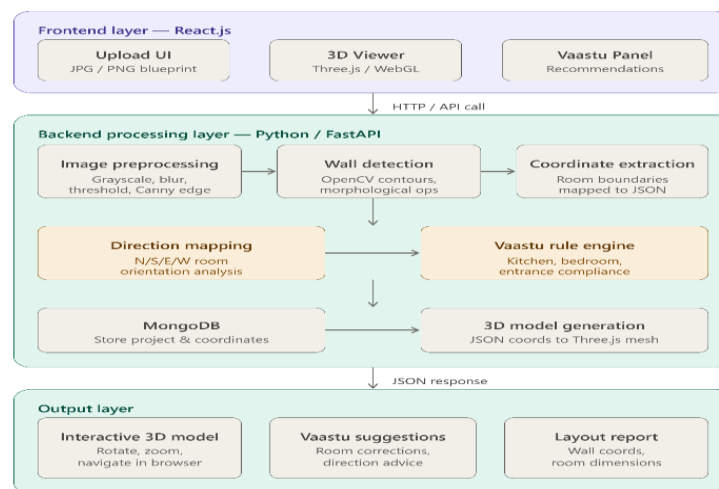 Frontend layer — React.js
Upload UI
JPG / PNG blueprint
3D Viewer
Three.js / WebGL
Vaastu Panel
Recommendations
HTTP / API call
Backend processing layer — Python / FastAPI
Image preprocessing
Grayscale, blur,
threshold, Canny edge
Wall detection
OpenCV contours,
morphological ops
Coordinate extraction
Room boundaries
mapped to JSON
Direction mapping
N/S/E/W room
orientation analysis
Vaastu rule engine
Kitchen, bedroom,
entrance compliance
MongoDB
Store project & coordinates
3D model generation
JSON coords to Three.js mesh
JSON response
Output layer
Interactive 3D model
Rotate, zoom,
navigate in browser
Vaastu suggestions
Room corrections,
direction advice
Layout report
Wall coords,
room dimensions